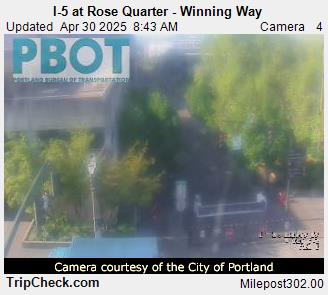 I-5 at Rose Quarter - Winning Way
Updated Apr 30 2025 8:43 AM Camera 4
PBOT
PORTLAND BUREAU OF TRANSPORTATION
Camera courtesy of the City of Portland
TripCheck.com Milepost302.00